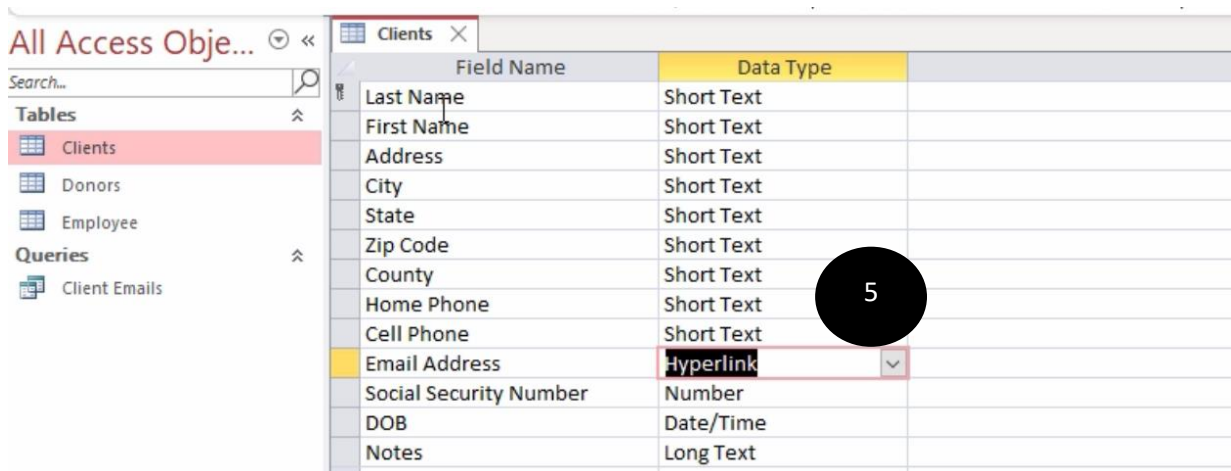 All Access Obje... «
Search...
Tables
Clients
Donors
Employee
Queries
Client Emails
Clients
Field Name Data Type
Last Name Short Text
First Name Short Text
Address Short Text
City Short Text
State Short Text
Zip Code Short Text
County Short Text
Home Phone Short Text
Cell Phone Short Text
Email Address Hyperlink
Social Security Number Number
DOB Date/Time
Notes Long Text
5